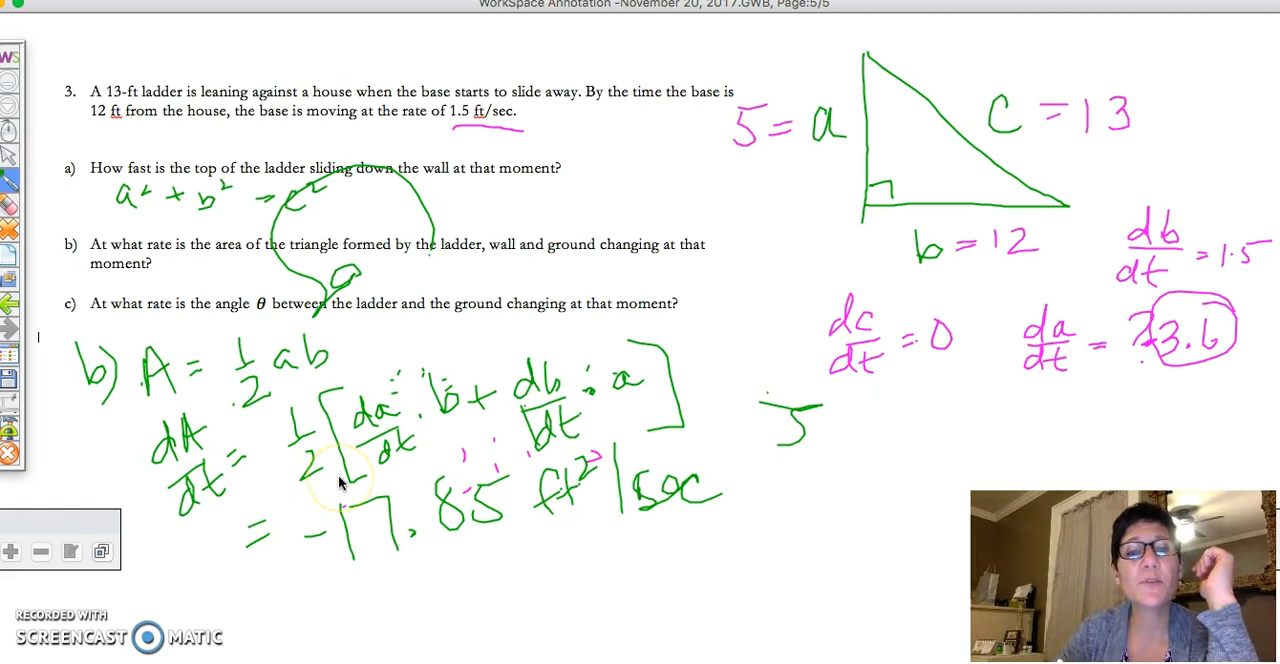 WorkSpace Annotation -November 20, 2017.GWB, Page:5/5
WS
3. A 13-ft ladder is leaning against a house when the base starts to slide away. By the time the base is
12 ft from the house, the base is moving at the rate of 1.5 ft/sec.
a) How fast is the top of the ladder sliding down the wall at that moment?
a² + b² = c²
b) At what rate is the area of the triangle formed by the ladder, wall and ground changing at that
moment?
c) At what rate is the angle θ between the ladder and the ground changing at that moment?
5 = a
c = 13
b = 12
db/dt = 1.5
dc/dt = 0
da/dt = ? -3.6
b) A = 1/2 ab
dA/dt = 1/2 [da/dt · b + db/dt · a]
= -17.85 ft²/sec
5
RECORDED WITH
SCREENCAST MATIC